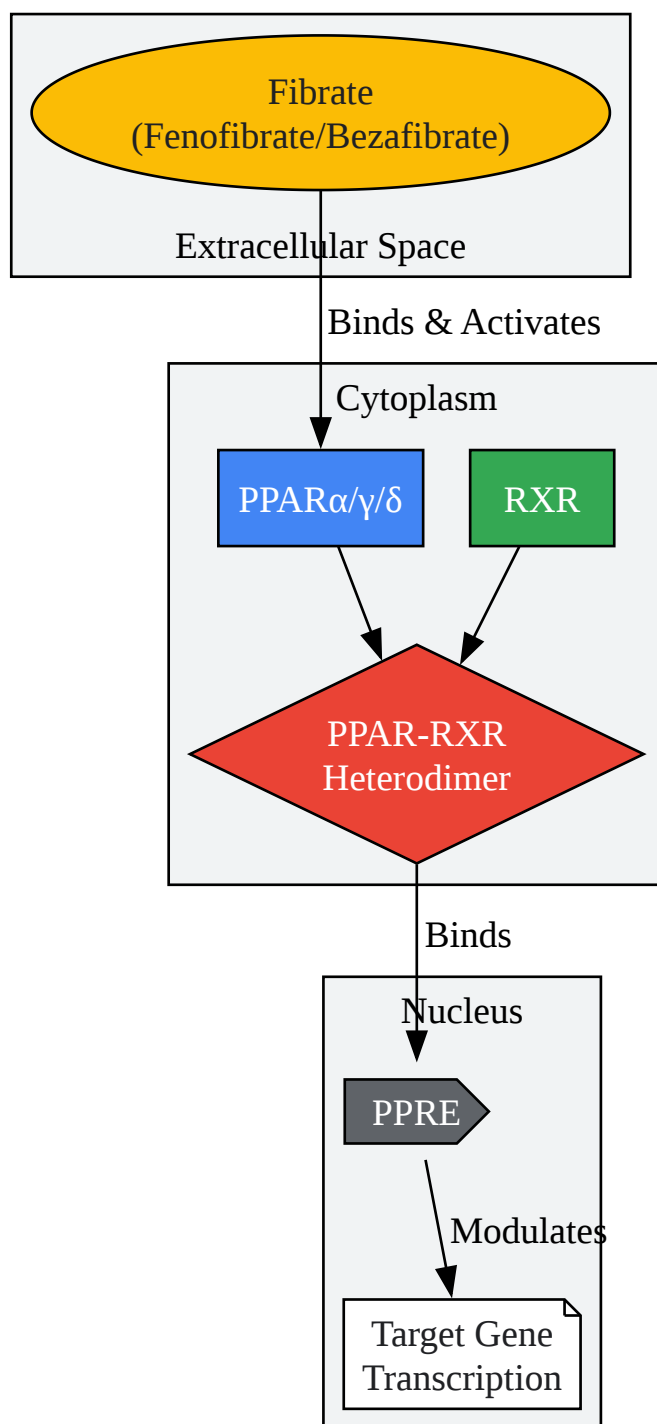 Fibrate
(Fenofibrate/Bezafibrate)
Extracellular Space
Binds & Activates
Cytoplasm
PPARα/γ/δ
RXR
PPAR-RXR
Heterodimer
Binds
Nucleus
PPRE
Modulates
Target Gene
Transcription